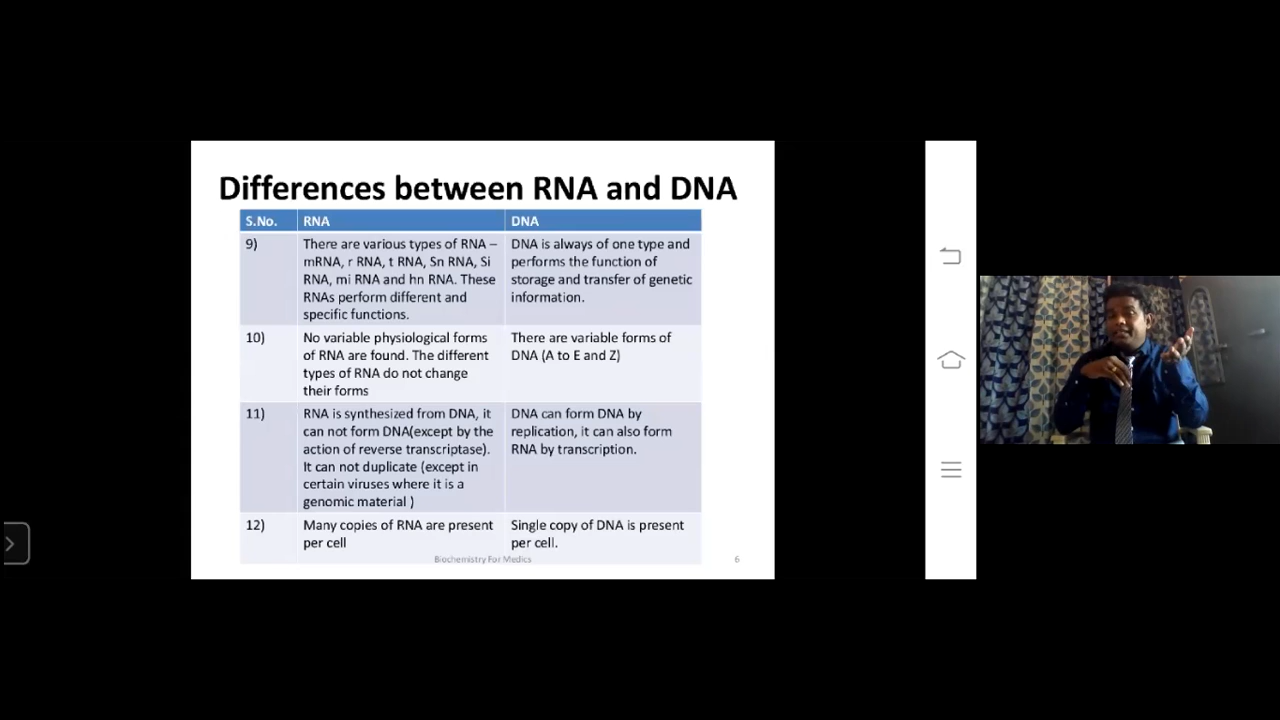 Differences between RNA and DNA
S.No. RNA DNA
9) There are various types of RNA – DNA is always of one type and
mRNA, r RNA, t RNA, Sn RNA, Si performs the function of
RNA, mi RNA and hn RNA. These storage and transfer of genetic
RNAs perform different and information.
specific functions.
10) No variable physiological forms There are variable forms of
of RNA are found. The different DNA (A to E and Z)
types of RNA do not change
their forms
11) RNA is synthesized from DNA, it DNA can form DNA by
can not form DNA(except by the replication, it can also form
action of reverse transcriptase). RNA by transcription.
It can not duplicate (except in
certain viruses where it is a
genomic material )
12) Many copies of RNA are present Single copy of DNA is present
per cell per cell.
Biochemistry For Medics 6